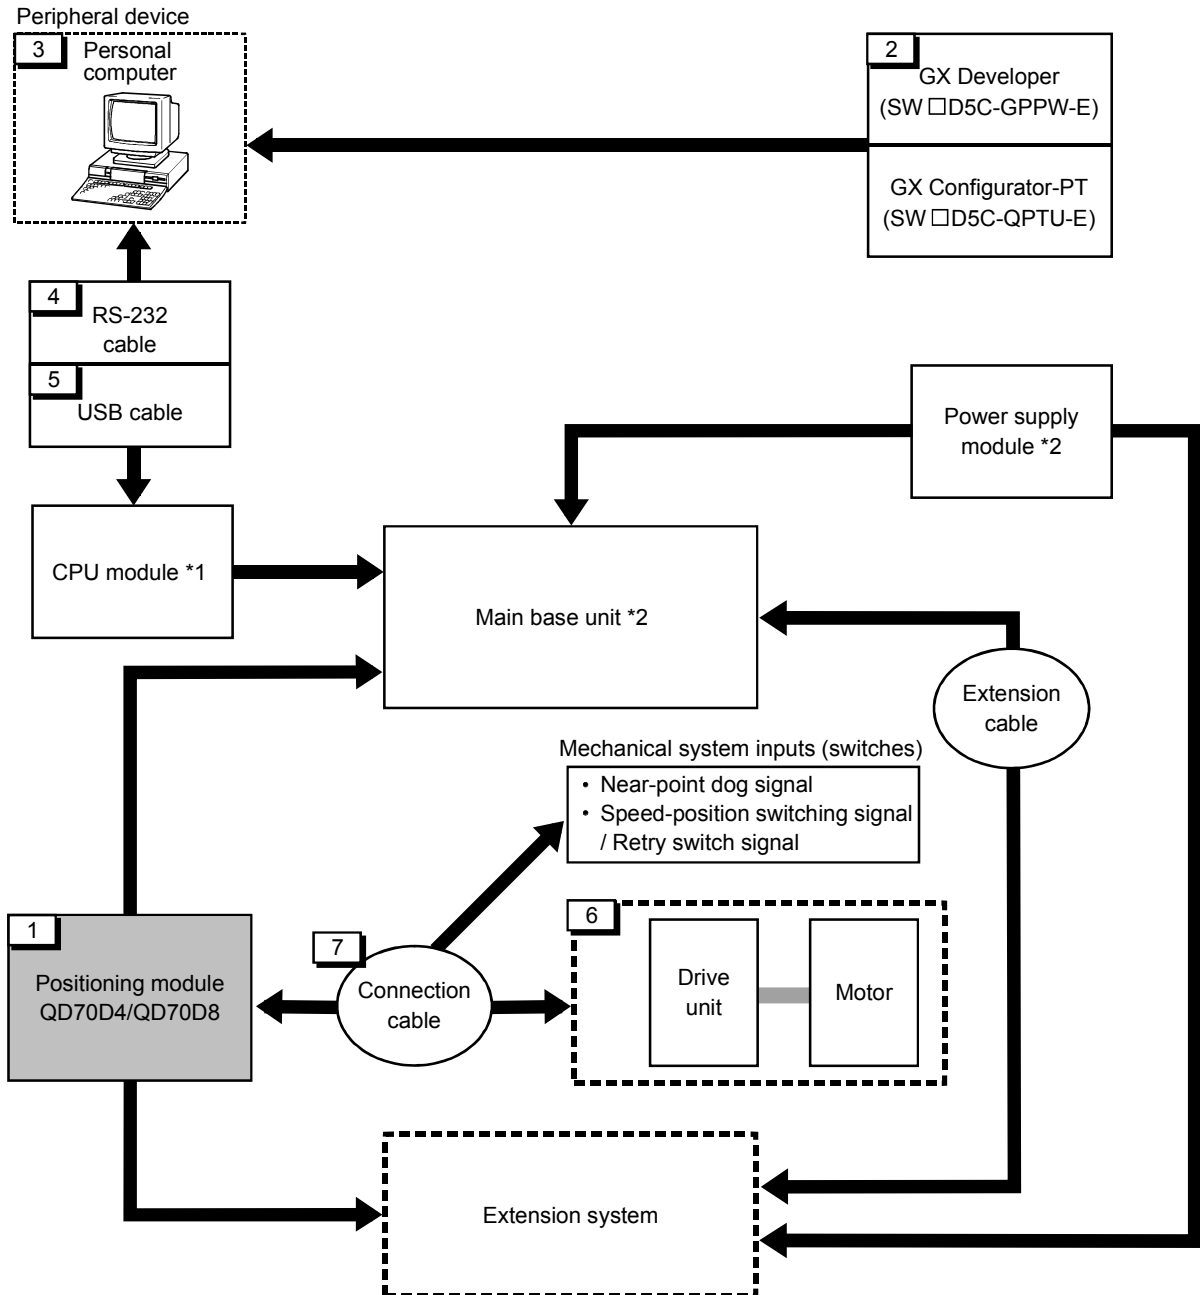 Peripheral device
3
Personal
computer
2
GX Developer
(SW □D5C-GPPW-E)
GX Configurator-PT
(SW □D5C-QPTU-E)
4
RS-232
cable
5
USB cable
Power supply
module *2
CPU module *1
Main base unit *2
Extension
cable
Mechanical system inputs (switches)
• Near-point dog signal
• Speed-position switching signal
/ Retry switch signal
1
Positioning module
QD70D4/QD70D8
7
Connection
cable
6
Drive
unit
Motor
Extension system